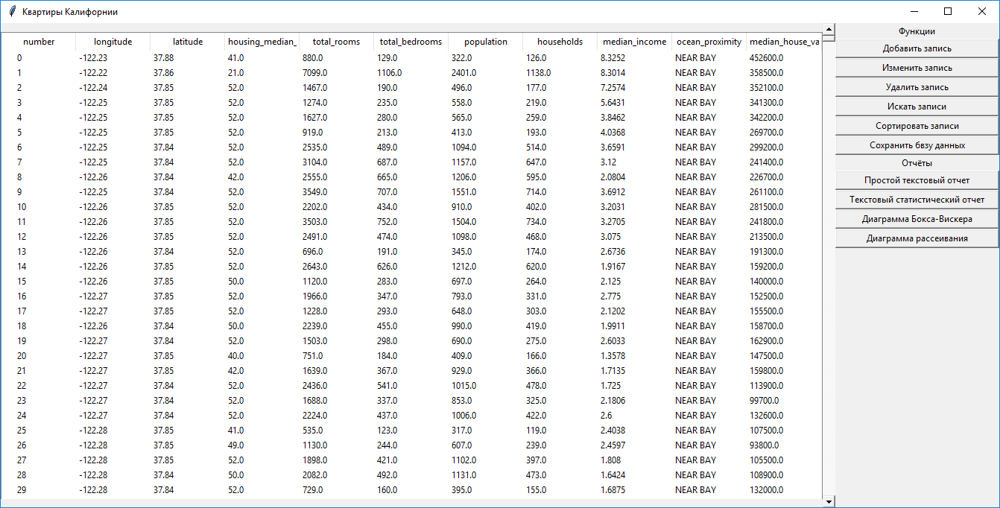 Квартиры Калифорнии
number longitude latitude housing_median_ total_rooms total_bedrooms population households median_income ocean_proximity median_house_va
0 -122.23 37.88 41.0 880.0 129.0 322.0 126.0 8.3252 NEAR BAY 452600.0
1 -122.22 37.86 21.0 7099.0 1106.0 2401.0 1138.0 8.3014 NEAR BAY 358500.0
2 -122.24 37.85 52.0 1467.0 190.0 496.0 177.0 7.2574 NEAR BAY 352100.0
3 -122.25 37.85 52.0 1274.0 235.0 558.0 219.0 5.6431 NEAR BAY 341300.0
4 -122.25 37.85 52.0 1627.0 280.0 565.0 259.0 3.8462 NEAR BAY 342200.0
5 -122.25 37.85 52.0 919.0 213.0 413.0 193.0 4.0368 NEAR BAY 269700.0
6 -122.25 37.84 52.0 2535.0 489.0 1094.0 514.0 3.6591 NEAR BAY 299200.0
7 -122.25 37.84 52.0 3104.0 687.0 1157.0 647.0 3.12 NEAR BAY 241400.0
8 -122.26 37.84 42.0 2555.0 665.0 1206.0 595.0 2.0804 NEAR BAY 226700.0
9 -122.25 37.84 52.0 3549.0 707.0 1551.0 714.0 3.6912 NEAR BAY 261100.0
10 -122.26 37.85 52.0 2202.0 434.0 910.0 402.0 3.2031 NEAR BAY 281500.0
11 -122.26 37.85 52.0 3503.0 752.0 1504.0 734.0 3.2705 NEAR BAY 241800.0
12 -122.26 37.85 52.0 2491.0 474.0 1098.0 468.0 3.075 NEAR BAY 213500.0
13 -122.26 37.84 52.0 696.0 191.0 345.0 174.0 2.6736 NEAR BAY 191300.0
14 -122.26 37.85 52.0 2643.0 626.0 1212.0 620.0 1.9167 NEAR BAY 159200.0
15 -122.26 37.85 50.0 1120.0 283.0 697.0 264.0 2.125 NEAR BAY 140000.0
16 -122.27 37.85 52.0 1966.0 347.0 793.0 331.0 2.775 NEAR BAY 152500.0
17 -122.27 37.85 52.0 1228.0 293.0 648.0 303.0 2.1202 NEAR BAY 155500.0
18 -122.26 37.84 50.0 2239.0 455.0 990.0 419.0 1.9911 NEAR BAY 158700.0
19 -122.27 37.84 52.0 1503.0 298.0 690.0 275.0 2.6033 NEAR BAY 162900.0
20 -122.27 37.85 40.0 751.0 184.0 409.0 166.0 1.3578 NEAR BAY 147500.0
21 -122.27 37.85 42.0 1639.0 367.0 929.0 366.0 1.7135 NEAR BAY 159800.0
22 -122.27 37.84 52.0 2436.0 541.0 1015.0 478.0 1.725 NEAR BAY 113900.0
23 -122.27 37.84 52.0 1688.0 337.0 853.0 325.0 2.1806 NEAR BAY 99700.0
24 -122.27 37.84 52.0 2224.0 437.0 1006.0 422.0 2.6 NEAR BAY 132600.0
25 -122.28 37.85 41.0 535.0 123.0 317.0 119.0 2.4038 NEAR BAY 107500.0
26 -122.28 37.85 49.0 1130.0 244.0 607.0 239.0 2.4597 NEAR BAY 93800.0
27 -122.28 37.85 52.0 1898.0 421.0 1102.0 397.0 1.808 NEAR BAY 105500.0
28 -122.28 37.84 50.0 2082.0 492.0 1131.0 473.0 1.6424 NEAR BAY 108900.0
29 -122.28 37.84 52.0 729.0 160.0 395.0 155.0 1.6875 NEAR BAY 132000.0
Функции
Добавить запись
Изменить запись
Удалить запись
Искать записи
Сортировать записи
Сохранить бвзу данных
Отчёты
Простой текстовый отчет
Текстовый статистический отчет
Диаграмма Бокса-Вискера
Диаграмма рассеивания